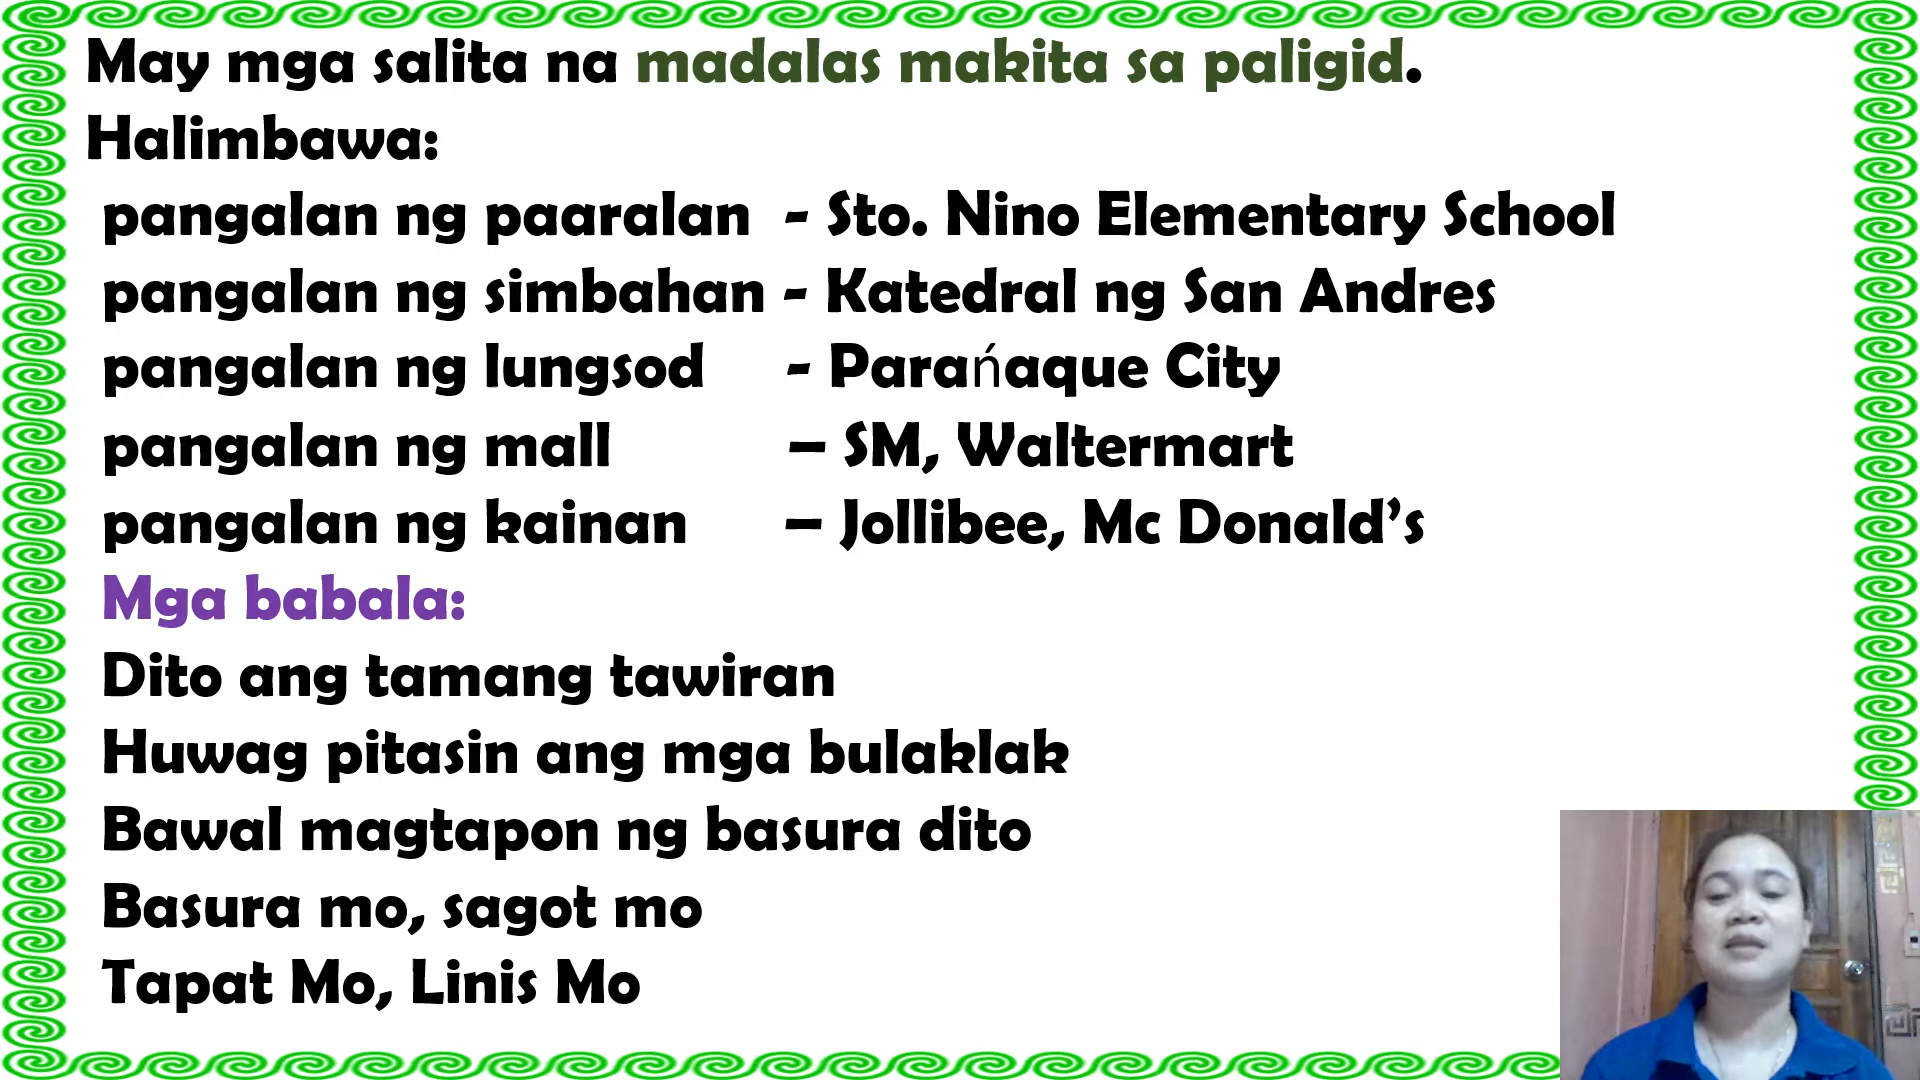 May mga salita na madalas makita sa paligid.
Halimbawa:
pangalan ng paaralan - Sto. Nino Elementary School
pangalan ng simbahan - Katedral ng San Andres
pangalan ng lungsod - Parańaque City
pangalan ng mall – SM, Waltermart
pangalan ng kainan – Jollibee, Mc Donald’s
Mga babala:
Dito ang tamang tawiran
Huwag pitasin ang mga bulaklak
Bawal magtapon ng basura dito
Basura mo, sagot mo
Tapat Mo, Linis Mo